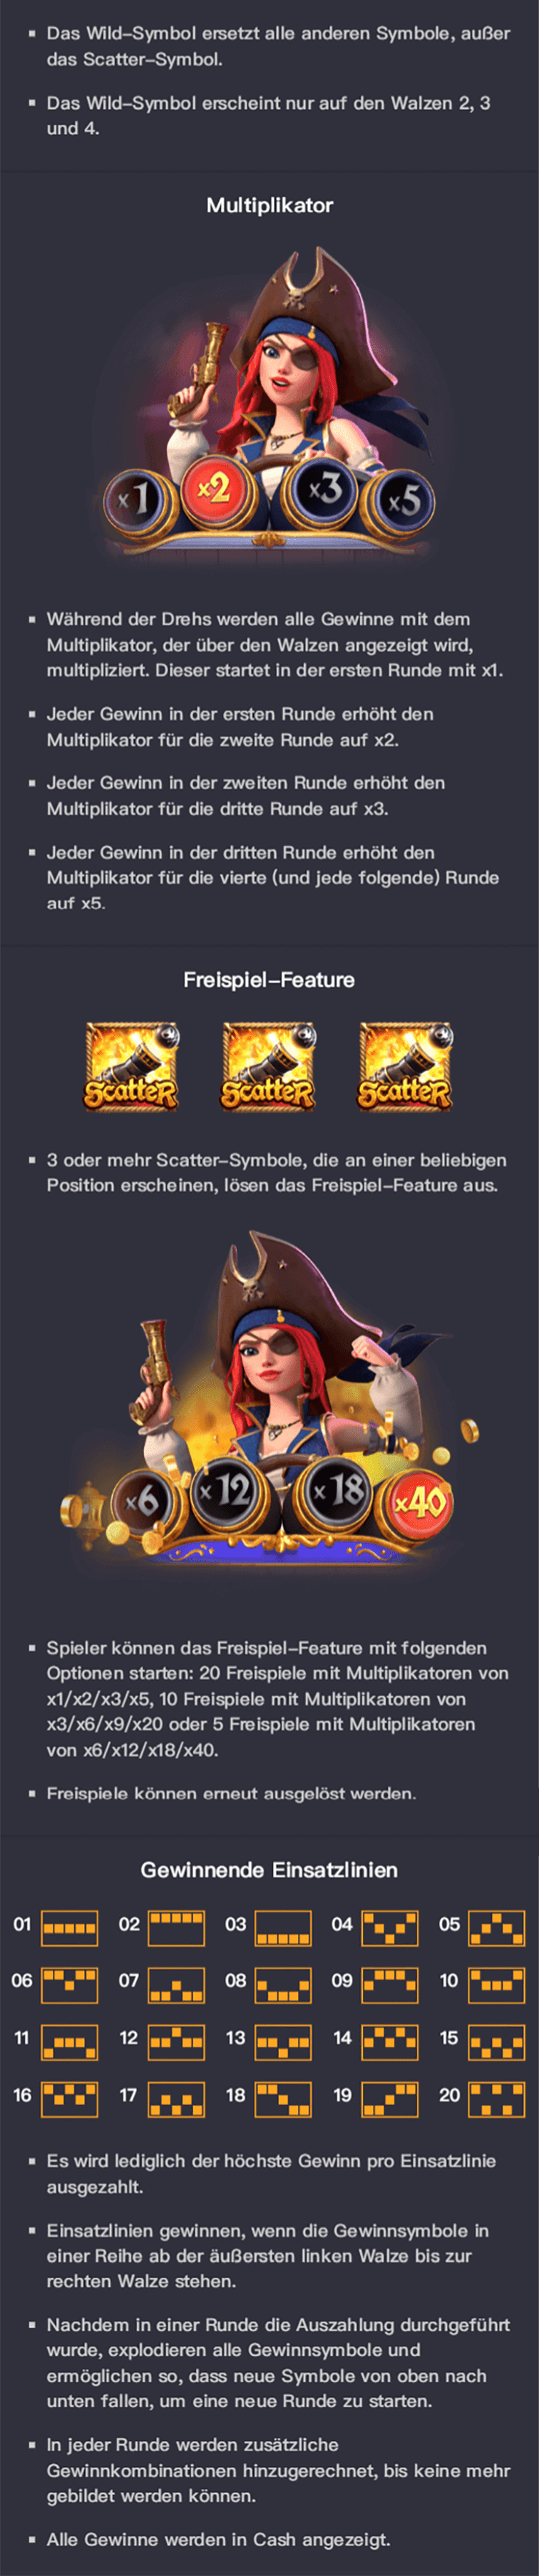 ▪ Das Wild-Symbol ersetzt alle anderen Symbole, außer
das Scatter-Symbol.
▪ Das Wild-Symbol erscheint nur auf den Walzen 2, 3
und 4.
Multiplikator
x1 x2 x3 x5
▪ Während der Drehs werden alle Gewinne mit dem
Multiplikator, der über den Walzen angezeigt wird,
multipliziert. Dieser startet in der ersten Runde mit x1.
▪ Jeder Gewinn in der ersten Runde erhöht den
Multiplikator für die zweite Runde auf x2.
▪ Jeder Gewinn in der zweiten Runde erhöht den
Multiplikator für die dritte Runde auf x3.
▪ Jeder Gewinn in der dritten Runde erhöht den
Multiplikator für die vierte (und jede folgende) Runde
auf x5.
Freispiel-Feature
Scatter Scatter Scatter
▪ 3 oder mehr Scatter-Symbole, die an einer beliebigen
Position erscheinen, lösen das Freispiel-Feature aus.
x6 x12 x18 x40
▪ Spieler können das Freispiel-Feature mit folgenden
Optionen starten: 20 Freispiele mit Multiplikatoren von
x1/x2/x3/x5, 10 Freispiele mit Multiplikatoren von
x3/x6/x9/x20 oder 5 Freispiele mit Multiplikatoren
von x6/x12/x18/x40.
▪ Freispiele können erneut ausgelöst werden.
Gewinnende Einsatzlinien
01 02 03 04 05
06 07 08 09 10
11 12 13 14 15
16 17 18 19 20
▪ Es wird lediglich der höchste Gewinn pro Einsatzlinie
ausgezahlt.
▪ Einsatzlinien gewinnen, wenn die Gewinnsymbole in
einer Reihe ab der äußersten linken Walze bis zur
rechten Walze stehen.
▪ Nachdem in einer Runde die Auszahlung durchgeführt
wurde, explodieren alle Gewinnsymbole und
ermöglichen so, dass neue Symbole von oben nach
unten fallen, um eine neue Runde zu starten.
▪ In jeder Runde werden zusätzliche
Gewinnkombinationen hinzugerechnet, bis keine mehr
gebildet werden können.
▪ Alle Gewinne werden in Cash angezeigt.